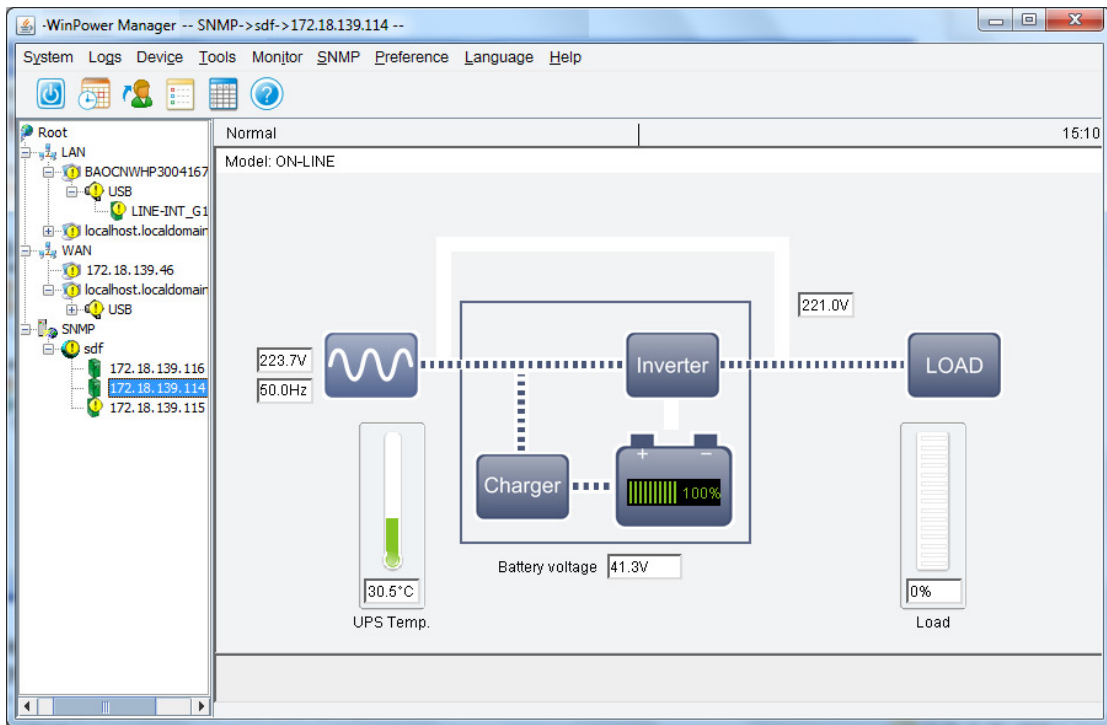 -WinPower Manager -- SNMP->sdf->172.18.139.114 --
System Logs Device Tools Monitor SNMP Preference Language Help
Root
LAN
BAOCNWHP3004167
USB
LINE-INT_G1
localhost.localdomain
WAN
172.18.139.46
localhost.localdomain
USB
SNMP
sdf
172.18.139.116
172.18.139.114
172.18.139.115
Normal 15:10
Model: ON-LINE
221.0V
223.7V
50.0Hz
Inverter
LOAD
Charger
+ −
100%
Battery voltage 41.3V
30.5°C
UPS Temp.
0%
Load